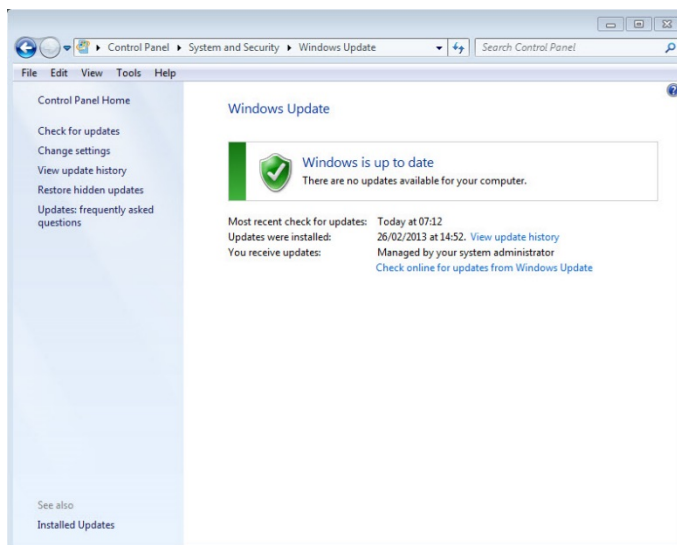 Control Panel ▸ System and Security ▸ Windows Update
Search Control Panel
File Edit View Tools Help
Control Panel Home
Check for updates
Change settings
View update history
Restore hidden updates
Updates: frequently asked
questions
Windows Update
Windows is up to date
There are no updates available for your computer.
Most recent check for updates: Today at 07:12
Updates were installed: 26/02/2013 at 14:52. View update history
You receive updates: Managed by your system administrator
Check online for updates from Windows Update
See also
Installed Updates